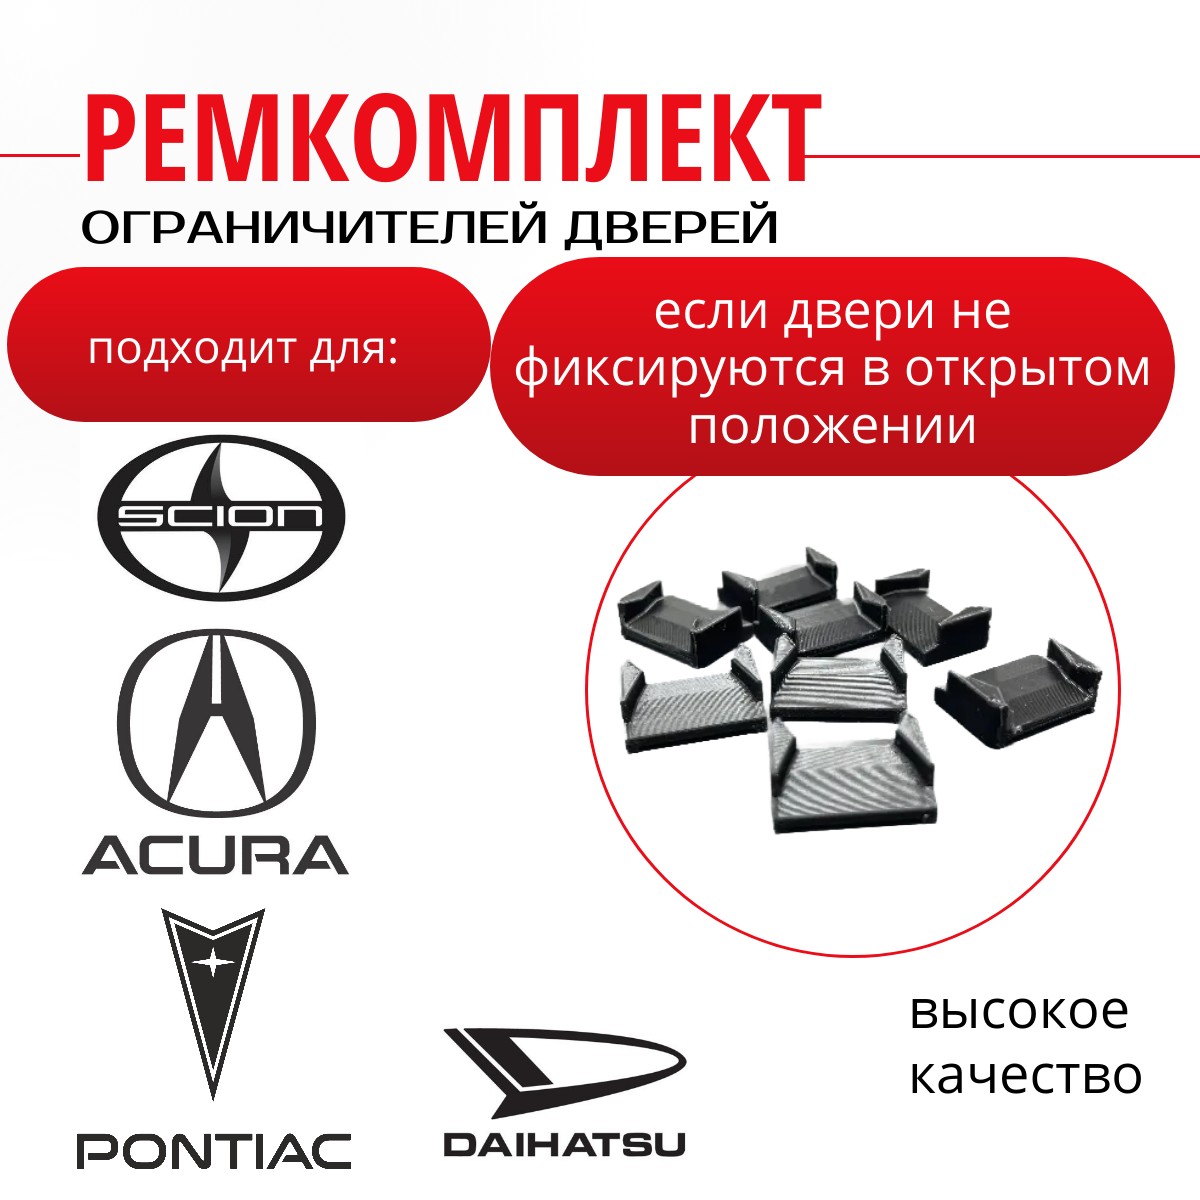 РЕМКОМПЛЕКТ
ОГРАНИЧИТЕЛЕЙ ДВЕРЕЙ
подходит для:
если двери не
фиксируются в открытом
положении
SCION
ACURA
PONTIAC
DAIHATSU
высокое
качество